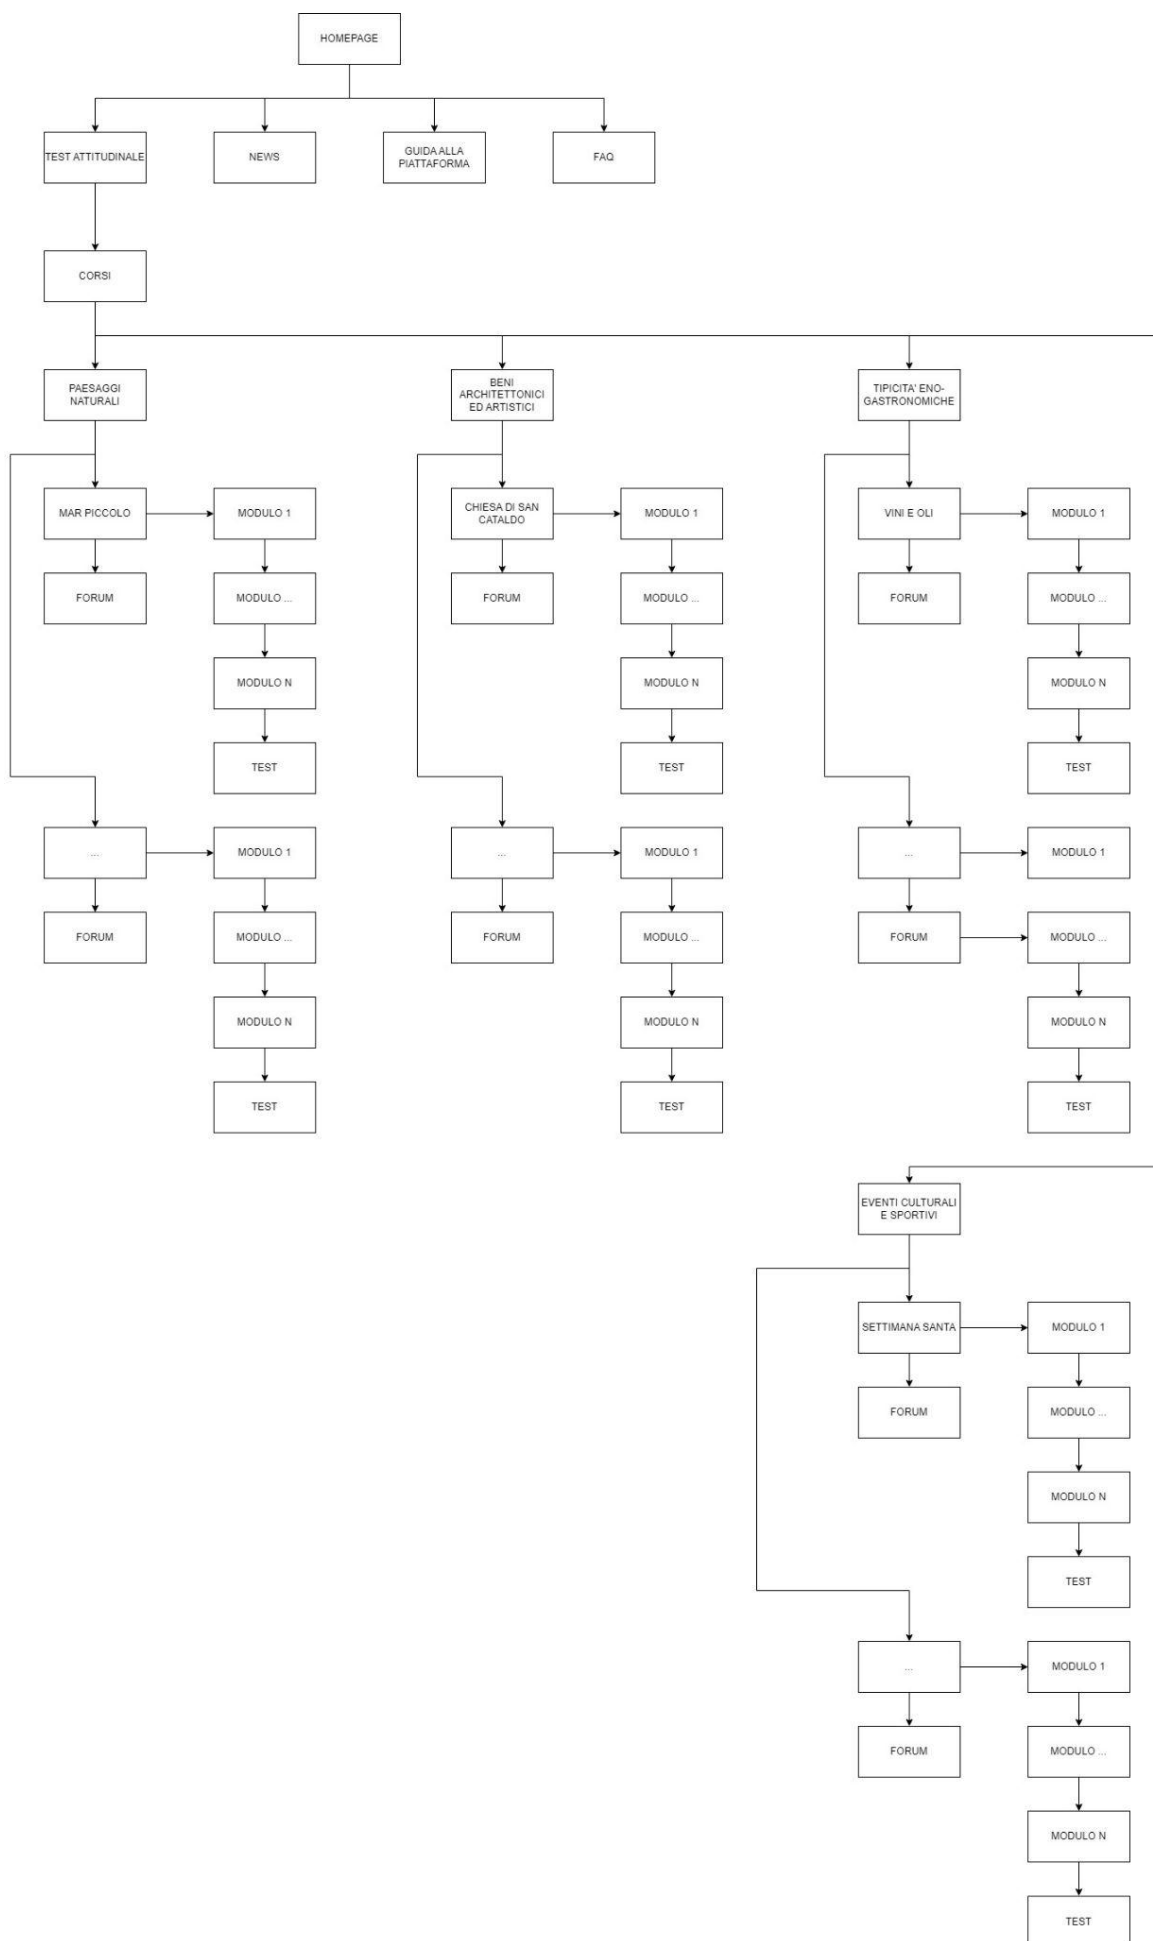 HOMEPAGE
TEST ATTITUDINALE
NEWS
GUIDA ALLA
PIATTAFORMA
FAQ
CORSI
PAESAGGI
NATURALI
BENI
ARCHITETTONICI
ED ARTISTICI
TIPICITA' ENO-
GASTRONOMICHE
MAR PICCOLO
MODULO 1
CHIESA DI SAN
CATALDO
MODULO 1
VINI E OLI
MODULO 1
FORUM
MODULO ...
FORUM
MODULO ...
FORUM
MODULO ...
MODULO N
MODULO N
MODULO N
TEST
TEST
TEST
...
MODULO 1
...
MODULO 1
...
MODULO 1
FORUM
MODULO ...
FORUM
MODULO ...
FORUM
MODULO ...
MODULO N
MODULO N
MODULO N
TEST
TEST
TEST
EVENTI CULTURALI
E SPORTIVI
SETTIMANA SANTA
MODULO 1
FORUM
MODULO ...
MODULO N
TEST
...
MODULO 1
FORUM
MODULO ...
MODULO N
TEST